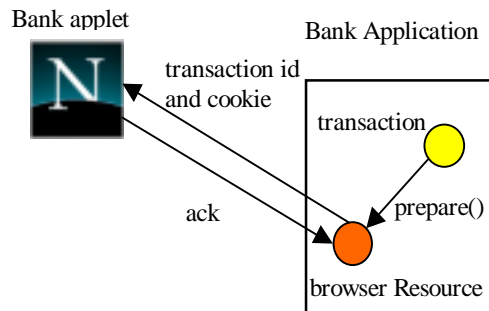 Bank applet
N
Bank Application
transaction id
and cookie
transaction
prepare()
ack
browser Resource